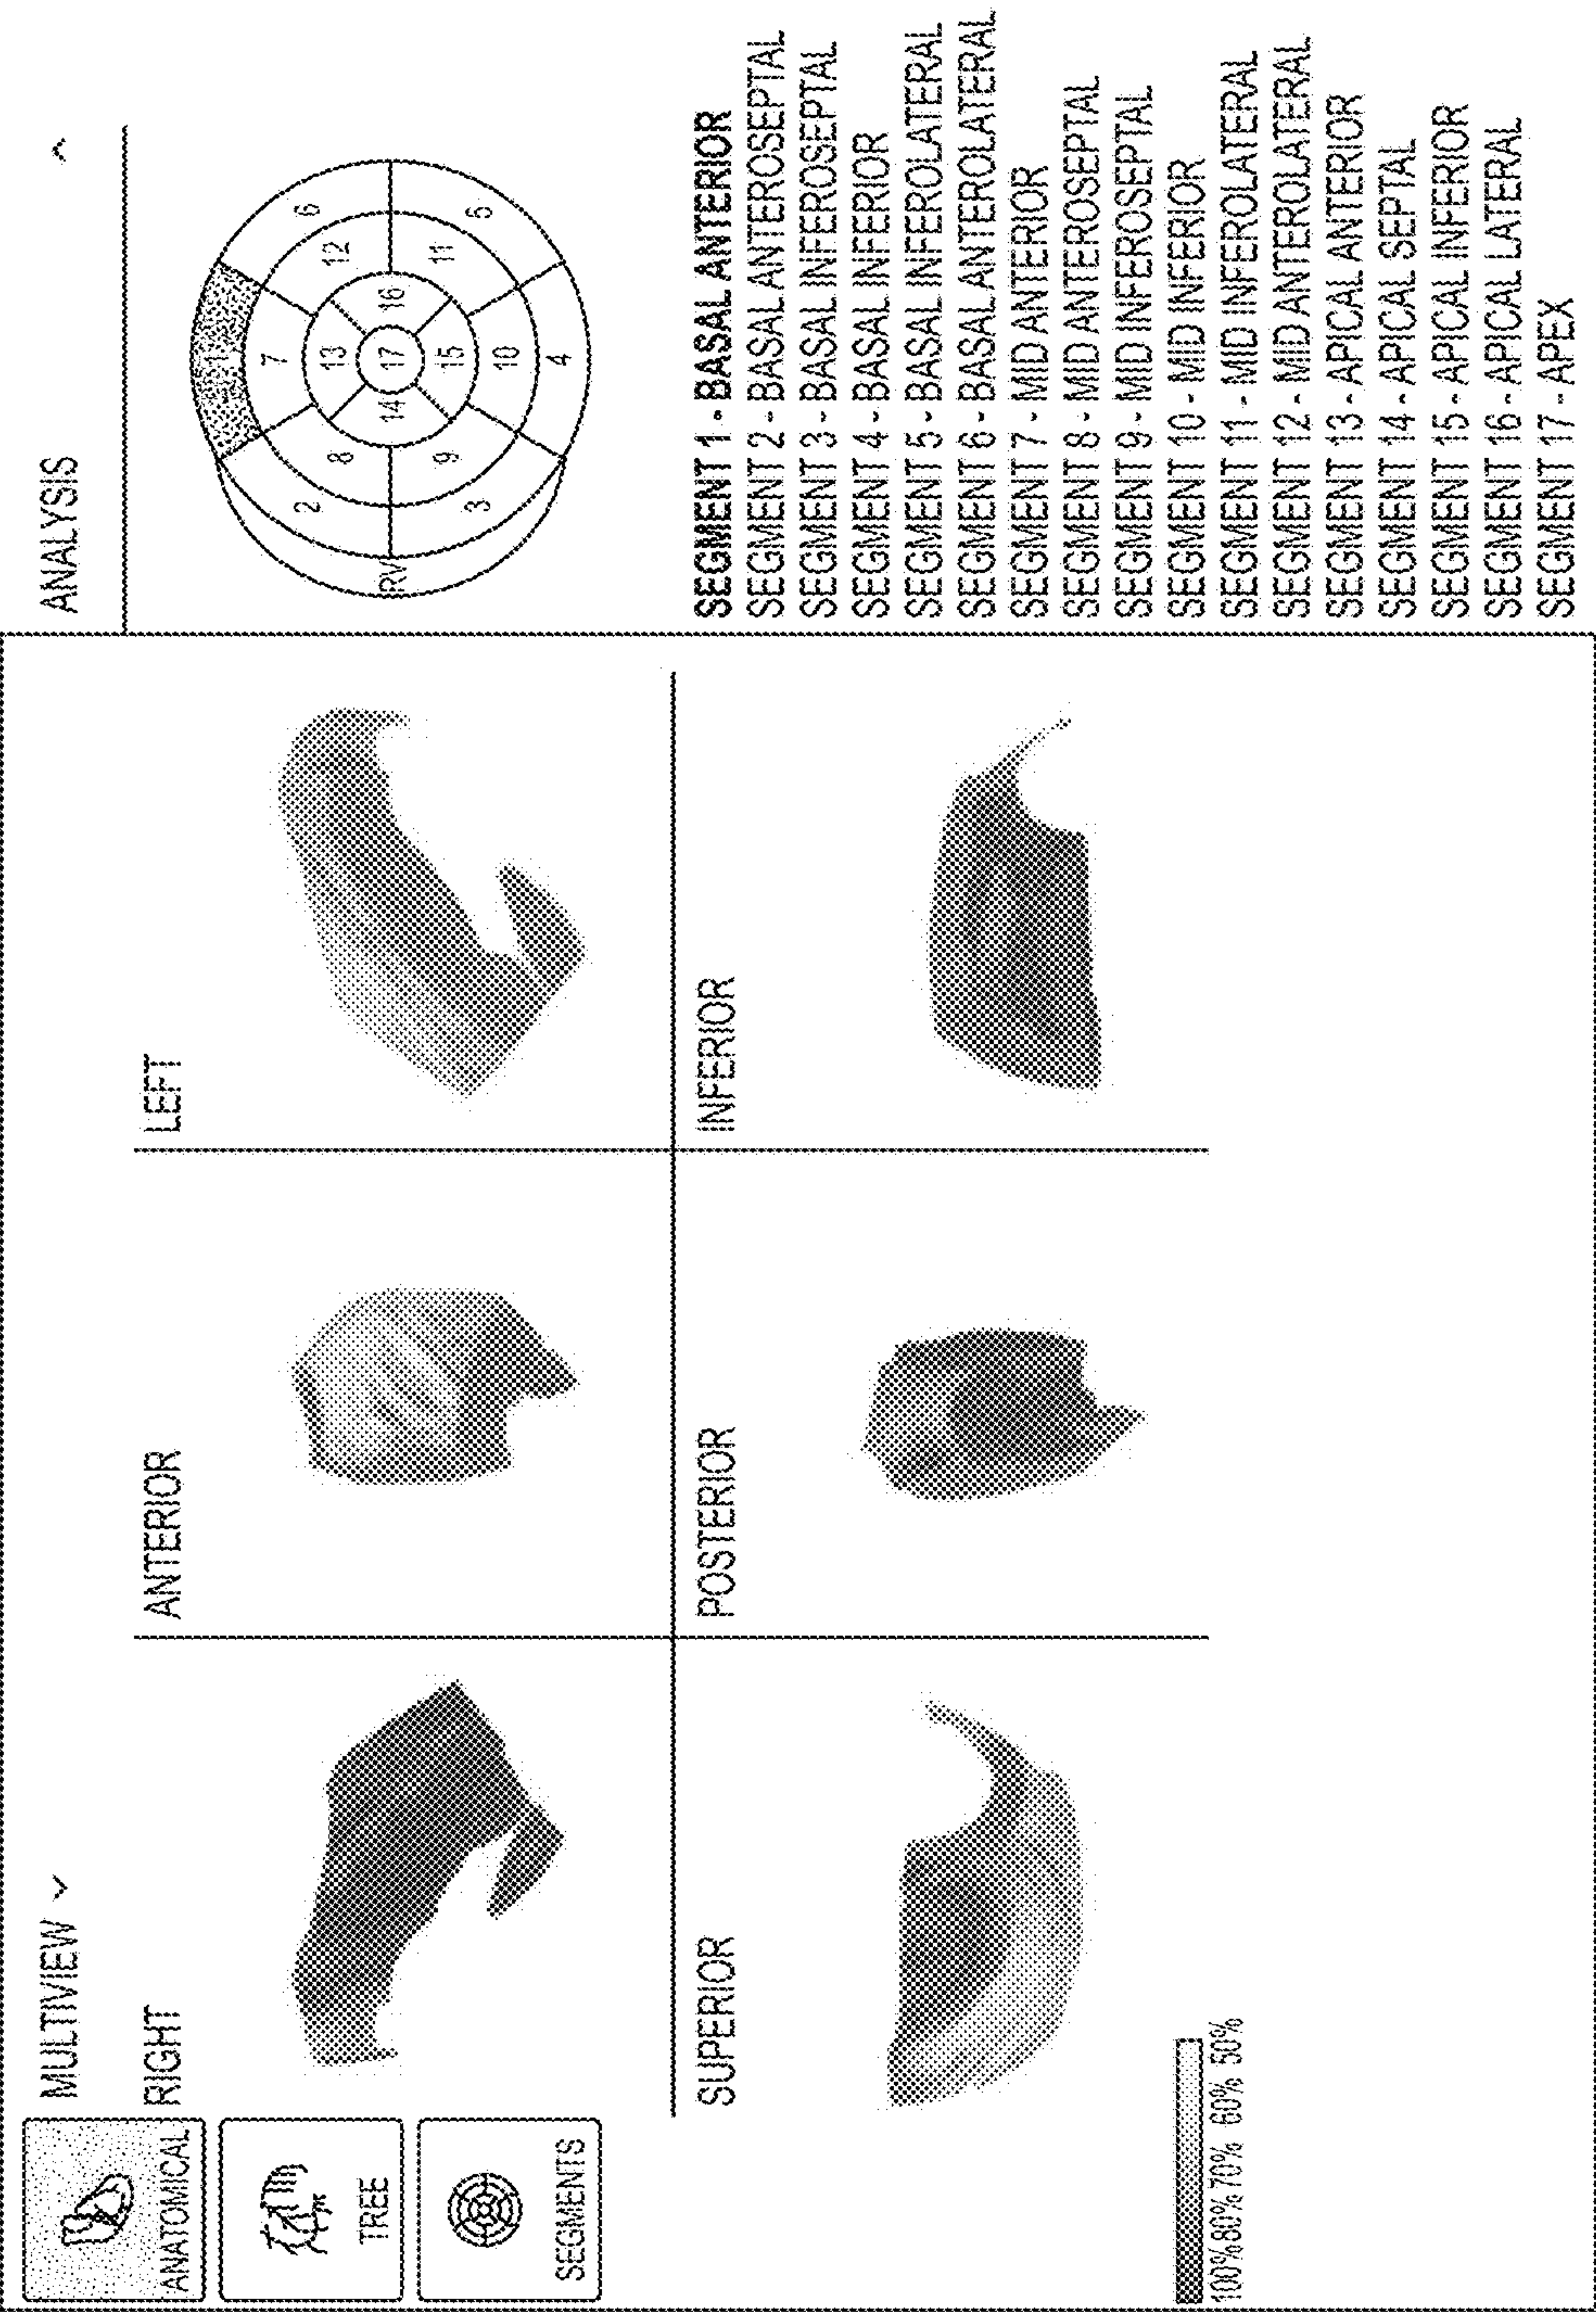 ANATOMICAL
TREE
SEGMENTS
MULTIVIEW
RIGHT
ANTERIOR
LEFT
SUPERIOR
POSTERIOR
INFERIOR
100% 80% 70% 60% 50%
ANALYSIS
1
2
3
4
5
6
7
8
9
10
11
12
13
14
15
16
17
RV
SEGMENT 1 - BASAL ANTERIOR
SEGMENT 2 - BASAL ANTEROSEPTAL
SEGMENT 3 - BASAL INFEROSEPTAL
SEGMENT 4 - BASAL INFERIOR
SEGMENT 5 - BASAL INFEROLATERAL
SEGMENT 6 - BASAL ANTEROLATERAL
SEGMENT 7 - MID ANTERIOR
SEGMENT 8 - MID ANTEROSEPTAL
SEGMENT 9 - MID INFEROSEPTAL
SEGMENT 10 - MID INFERIOR
SEGMENT 11 - MID INFEROLATERAL
SEGMENT 12 - MID ANTEROLATERAL
SEGMENT 13 - APICAL ANTERIOR
SEGMENT 14 - APICAL SEPTAL
SEGMENT 15 - APICAL INFERIOR
SEGMENT 16 - APICAL LATERAL
SEGMENT 17 - APEX